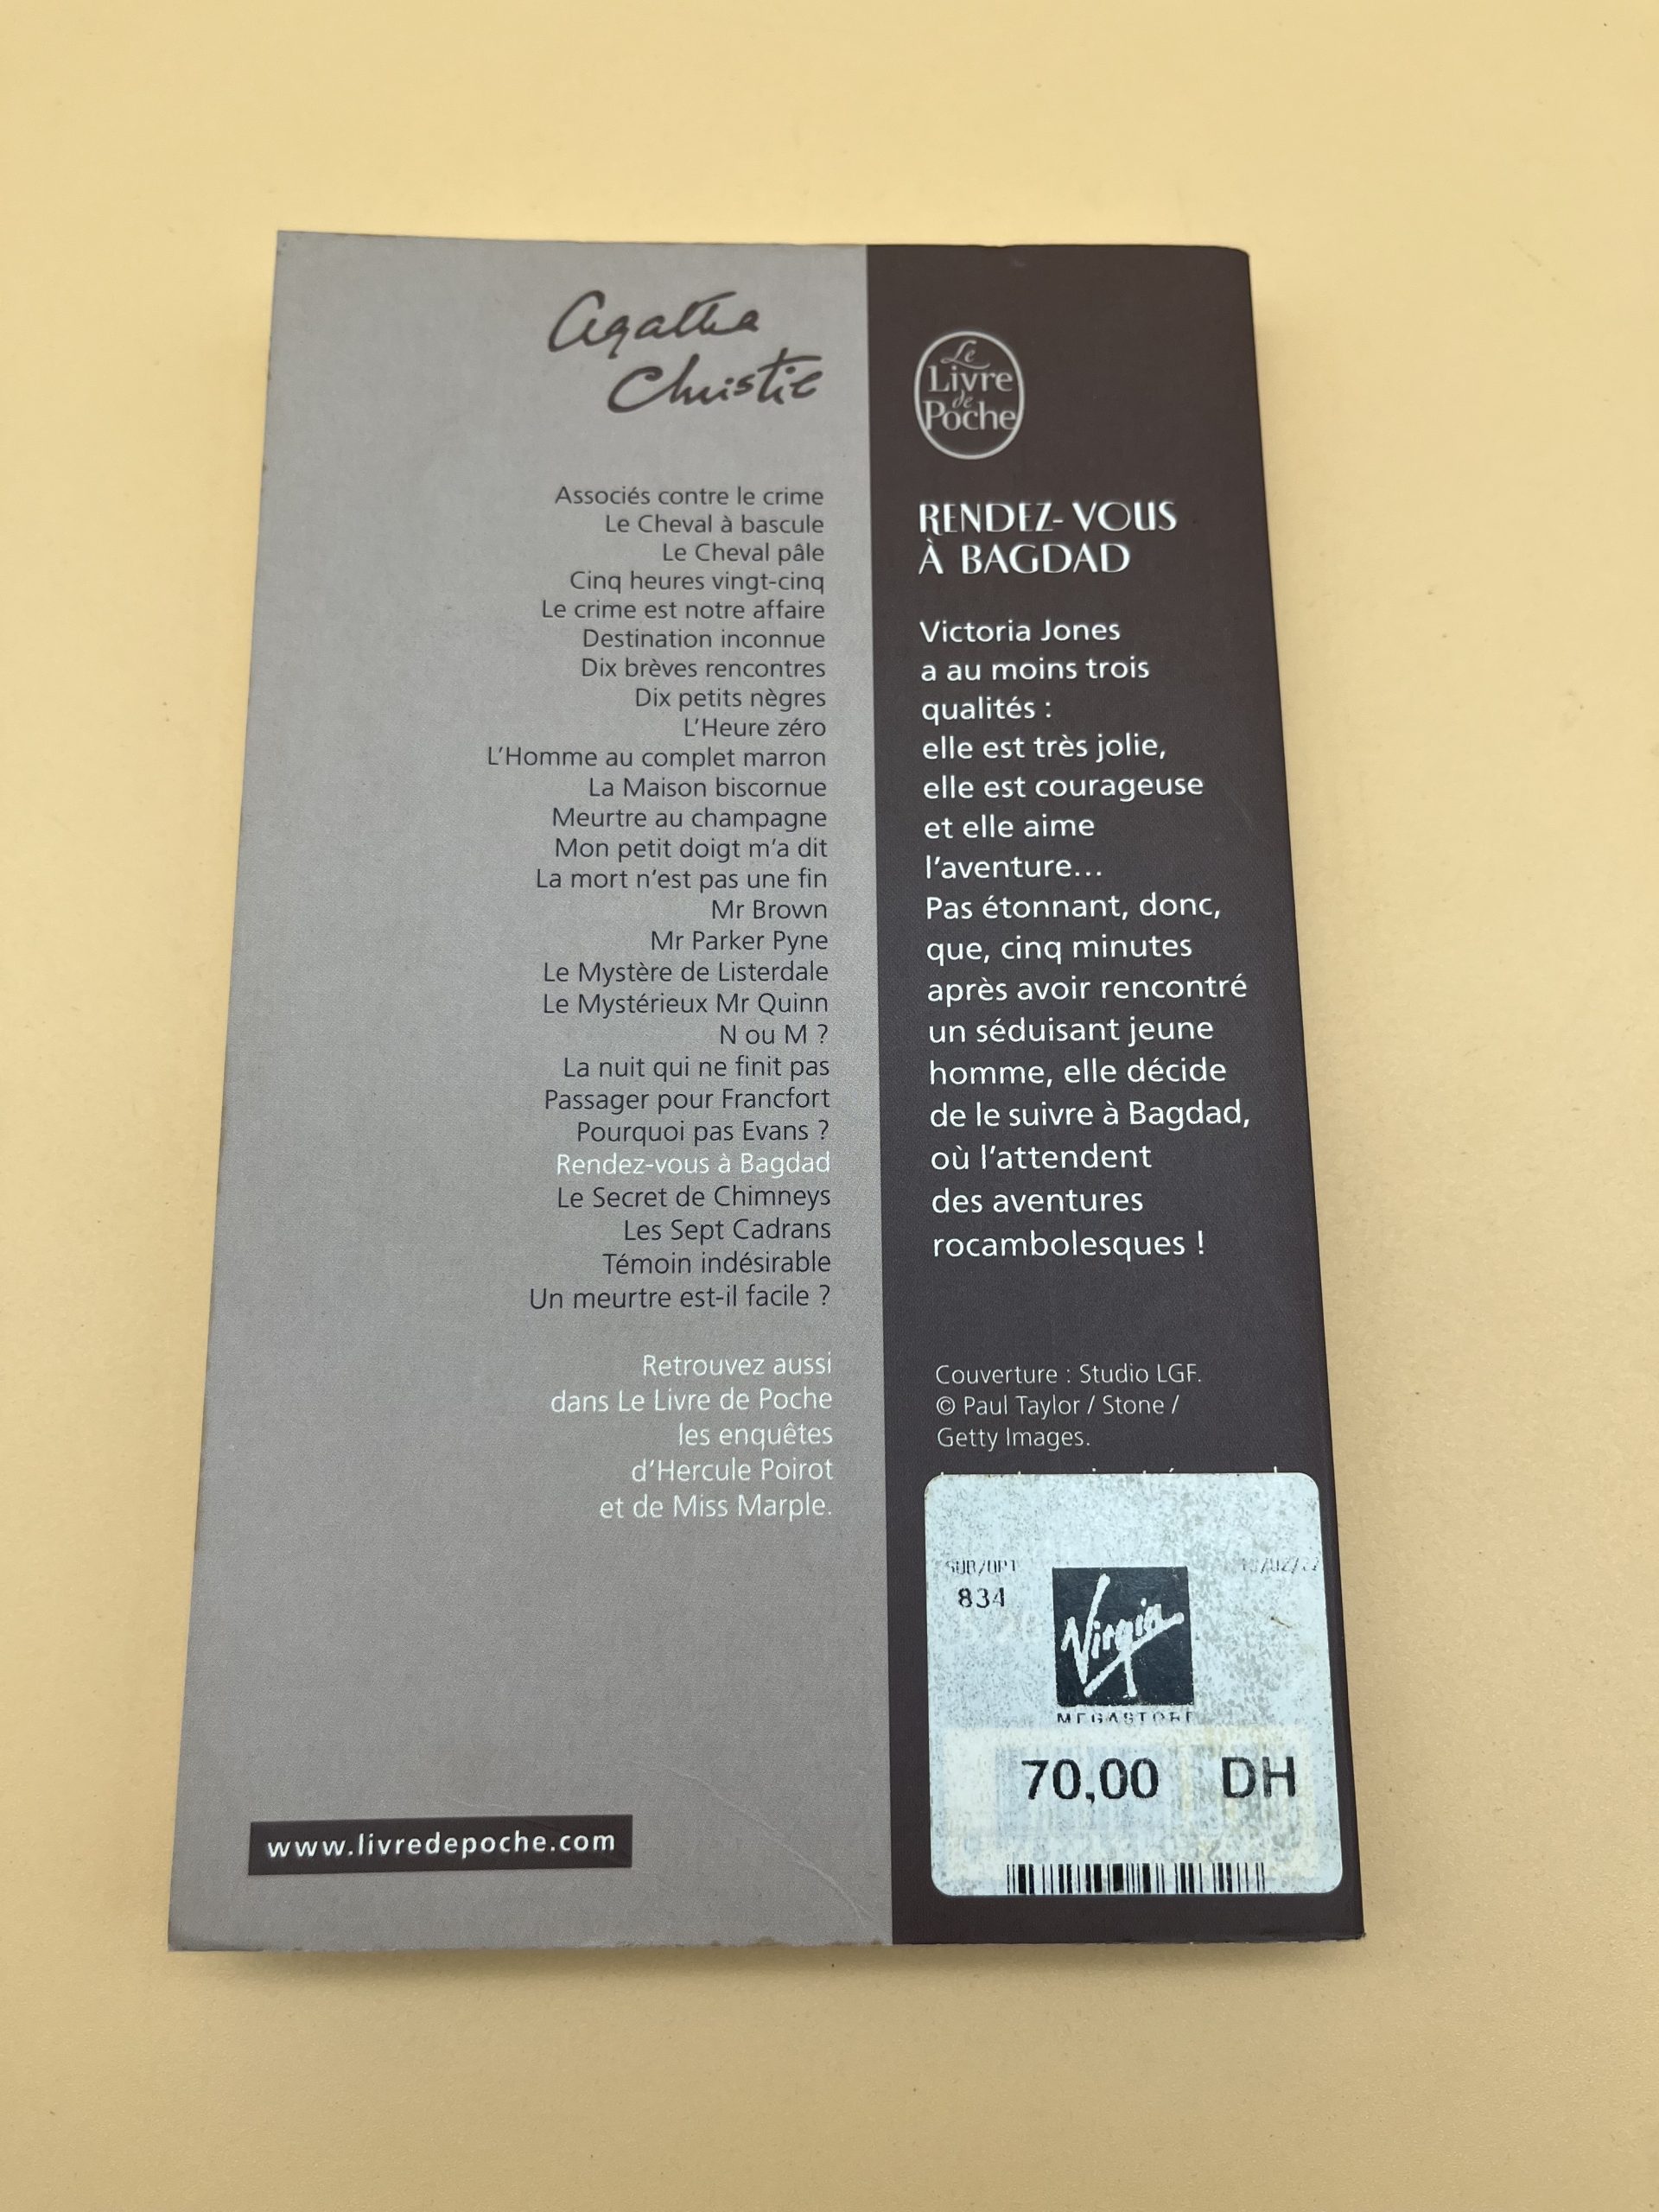 Agatha
Christie
Associés contre le crime
Le Cheval à bascule
Le Cheval pâle
Cinq heures vingt-cinq
Le crime est notre affaire
Destination inconnue
Dix brèves rencontres
Dix petits nègres
L'Heure zéro
L'Homme au complet marron
La Maison biscornue
Meurtre au champagne
Mon petit doigt m'a dit
La mort n'est pas une fin
Mr Brown
Mr Parker Pyne
Le Mystère de Listerdale
Le Mystérieux Mr Quinn
N ou M ?
La nuit qui ne finit pas
Passager pour Francfort
Pourquoi pas Evans ?
Rendez-vous à Bagdad
Le Secret de Chimneys
Les Sept Cadrans
Témoin indésirable
Un meurtre est-il facile ?
Retrouvez aussi
dans Le Livre de Poche
les enquêtes
d'Hercule Poirot
et de Miss Marple.
www.livredepoche.com
Le
Livre
de
Poche
RENDEZ-VOUS
À BAGDAD
Victoria Jones
a au moins trois
qualités :
elle est très jolie,
elle est courageuse
et elle aime
l'aventure...
Pas étonnant, donc,
que, cinq minutes
après avoir rencontré
un séduisant jeune
homme, elle décide
de le suivre à Bagdad,
où l'attendent
des aventures
rocambolesques !
Couverture : Studio LGF.
© Paul Taylor / Stone /
Getty Images.
SUB/OPT
834
Virgin
MEGASTORE
70,00 DH